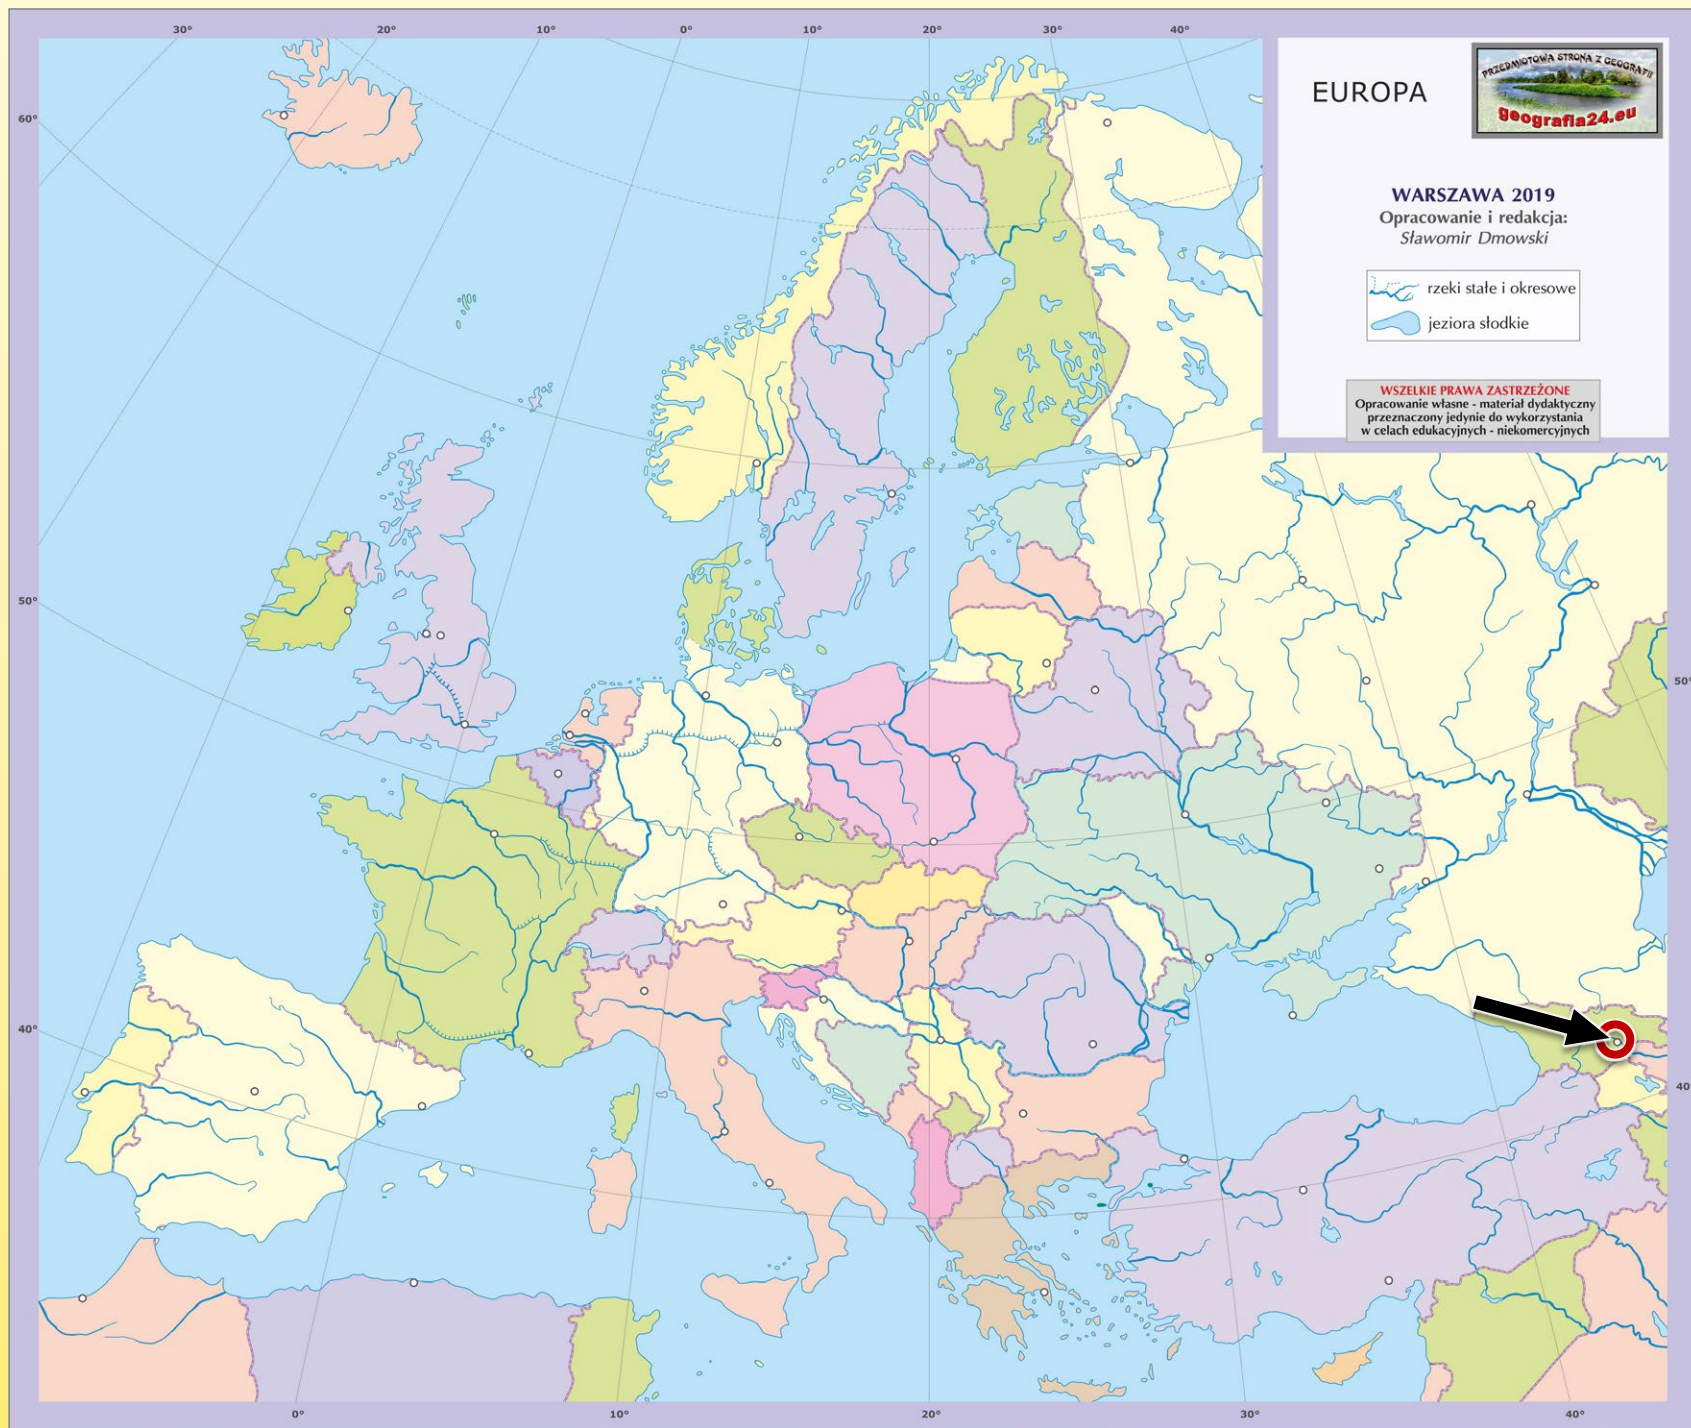 30°
20°
10°
0°
10°
20°
30°
40°
EUROPA
PRZEDMIOTOWA STRONA Z GEOGRAFII
geografia24.eu
60°
WARSZAWA 2019
Opracowanie i redakcja:
Sławomir Dmowski
rzeki stałe i okresowe
jeziora słodkie
WSZELKIE PRAWA ZASTRZEŻONE
Opracowanie własne - materiał dydaktyczny
przeznaczony jedynie do wykorzystania
w celach edukacyjnych - niekomercyjnych
50°
50°
40°
40°
0°
10°
20°
30°
40°